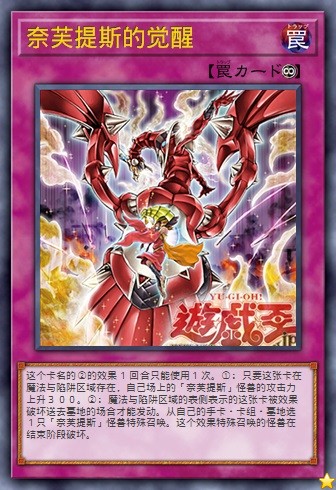 奈芙提斯的觉醒
トラップ
罠
【罠カード】
YU-GI-OH!
遊戯王
这个卡名的②的效果1回合只能使用1次。①：只要这张卡在
魔法与陷阱区域存在，自己场上的「奈芙提斯」怪兽的攻击力
上升３００。②：魔法与陷阱区域的表侧表示的这张卡被效果
破坏送去墓地的场合才能发动。从自己的手卡·卡组·墓地选
１只「奈芙提斯」怪兽特殊召唤。这个效果特殊召唤的怪兽在
结束阶段破坏。